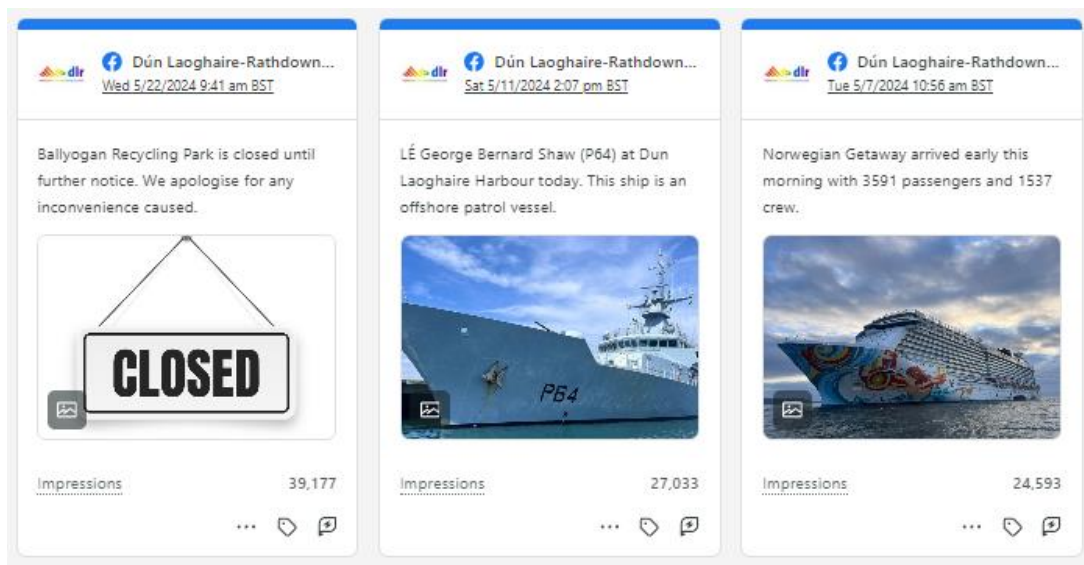 dlr
Dún Laoghaire-Rathdown...
Wed 5/22/2024 9:41 am BST
Ballyogan Recycling Park is closed until
further notice. We apologise for any
inconvenience caused.
CLOSED
Impressions 39,177
dlr
Dún Laoghaire-Rathdown...
Sat 5/11/2024 2:07 pm BST
LÉ George Bernard Shaw (P64) at Dun
Laoghaire Harbour today. This ship is an
offshore patrol vessel.
P64
Impressions 27,033
dlr
Dún Laoghaire-Rathdown...
Tue 5/7/2024 10:56 am BST
Norwegian Getaway arrived early this
morning with 3591 passengers and 1537
crew.
Impressions 24,593